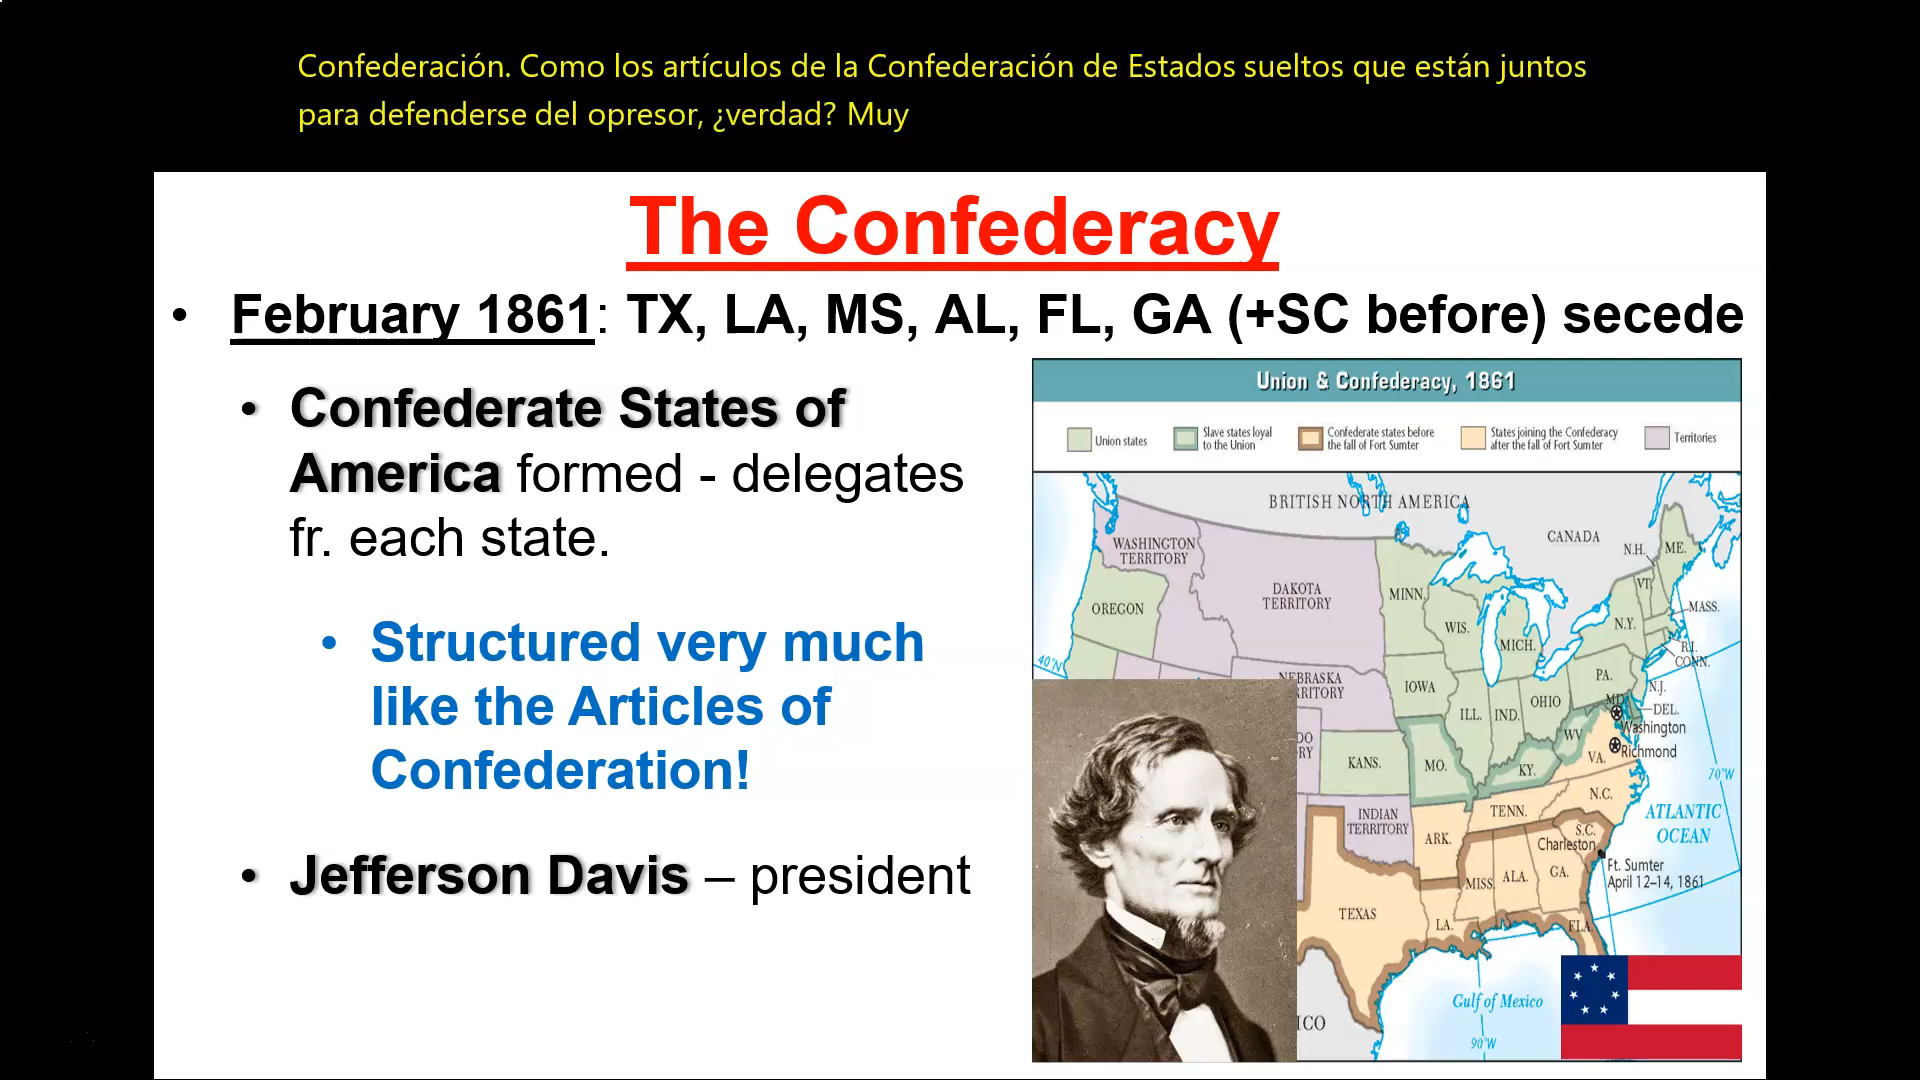 Confederación. Como los artículos de la Confederación de Estados sueltos que están juntos
para defenderse del opresor, ¿verdad? Muy
The Confederacy
• February 1861: TX, LA, MS, AL, FL, GA (+SC before) secede
• Confederate States of
America formed - delegates
fr. each state.
• Structured very much
like the Articles of
Confederation!
• Jefferson Davis – president
Union & Confederacy, 1861
Union states
Slave states loyal
to the Union
Confederate states before
the fall of Fort Sumter
States joining the Confederacy
after the fall of Fort Sumter
Territories
BRITISH NORTH AMERICA
CANADA
WASHINGTON
TERRITORY
DAKOTA
TERRITORY
OREGON
MINN.
WIS.
MICH.
N.H.
ME.
VT.
MASS.
N.Y.
R.I.
CONN.
40°N
NEBRASKA
TERRITORY
IOWA
PA.
N.J.
OHIO
MD.
DEL.
ILL.
IND.
Washington
WV
Richmond
VA.
KANS.
MO.
KY.
70°W
N.C.
TENN.
INDIAN
TERRITORY
ATLANTIC
OCEAN
ARK.
S.C.
Charleston
Ft. Sumter
April 12–14, 1861
MISS.
ALA.
GA.
TEXAS
LA.
FLA.
Gulf of Mexico
ICO
90°W